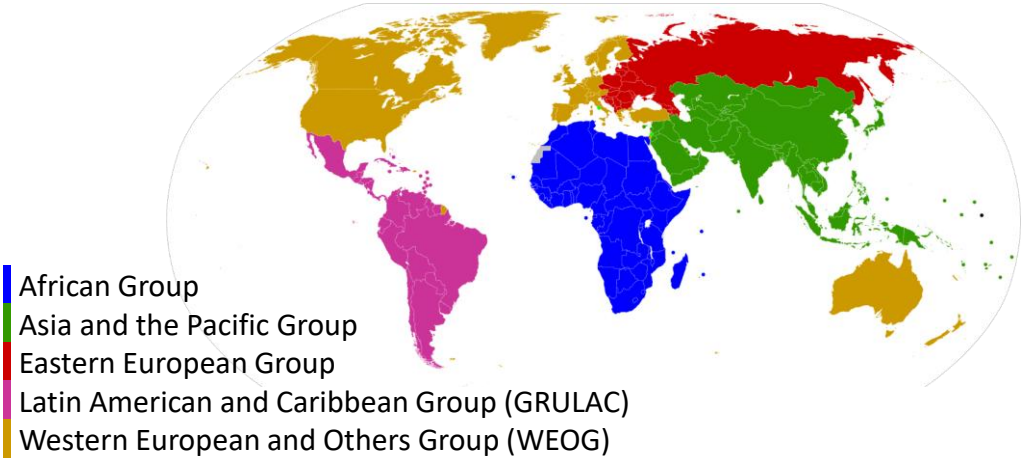 African Group
Asia and the Pacific Group
Eastern European Group
Latin American and Caribbean Group (GRULAC)
Western European and Others Group (WEOG)